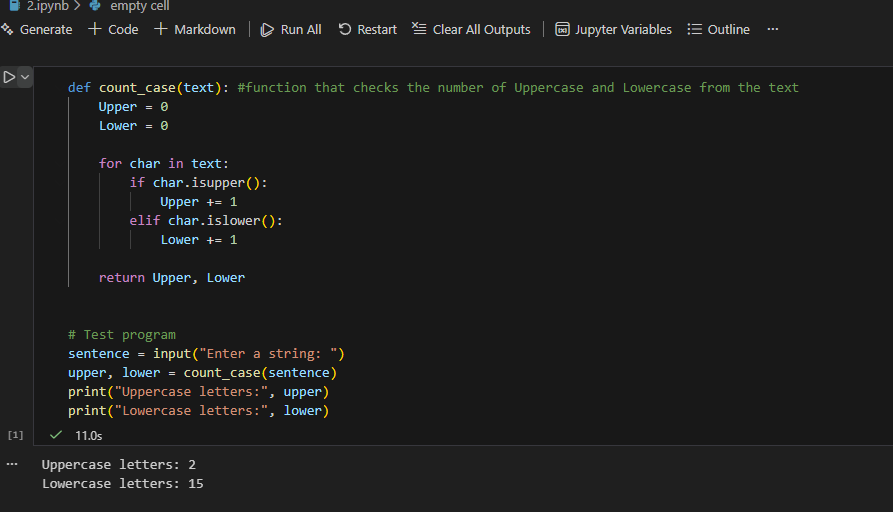 2.ipynb > empty cell
Generate + Code + Markdown Run All Restart Clear All Outputs Jupyter Variables Outline ...
def count_case(text): #function that checks the number of Uppercase and Lowercase from the text
    Upper = 0
    Lower = 0

    for char in text:
        if char.isupper():
            Upper += 1
        elif char.islower():
            Lower += 1

    return Upper, Lower


# Test program
sentence = input("Enter a string: ")
upper, lower = count_case(sentence)
print("Uppercase letters:", upper)
print("Lowercase letters:", lower)
[1] ✓ 11.0s
... Uppercase letters: 2
Lowercase letters: 15